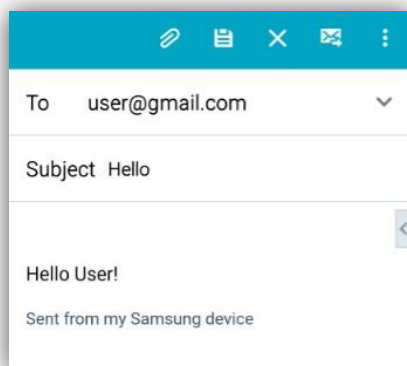 To user@gmail.com
Subject Hello
Hello User!
Sent from my Samsung device